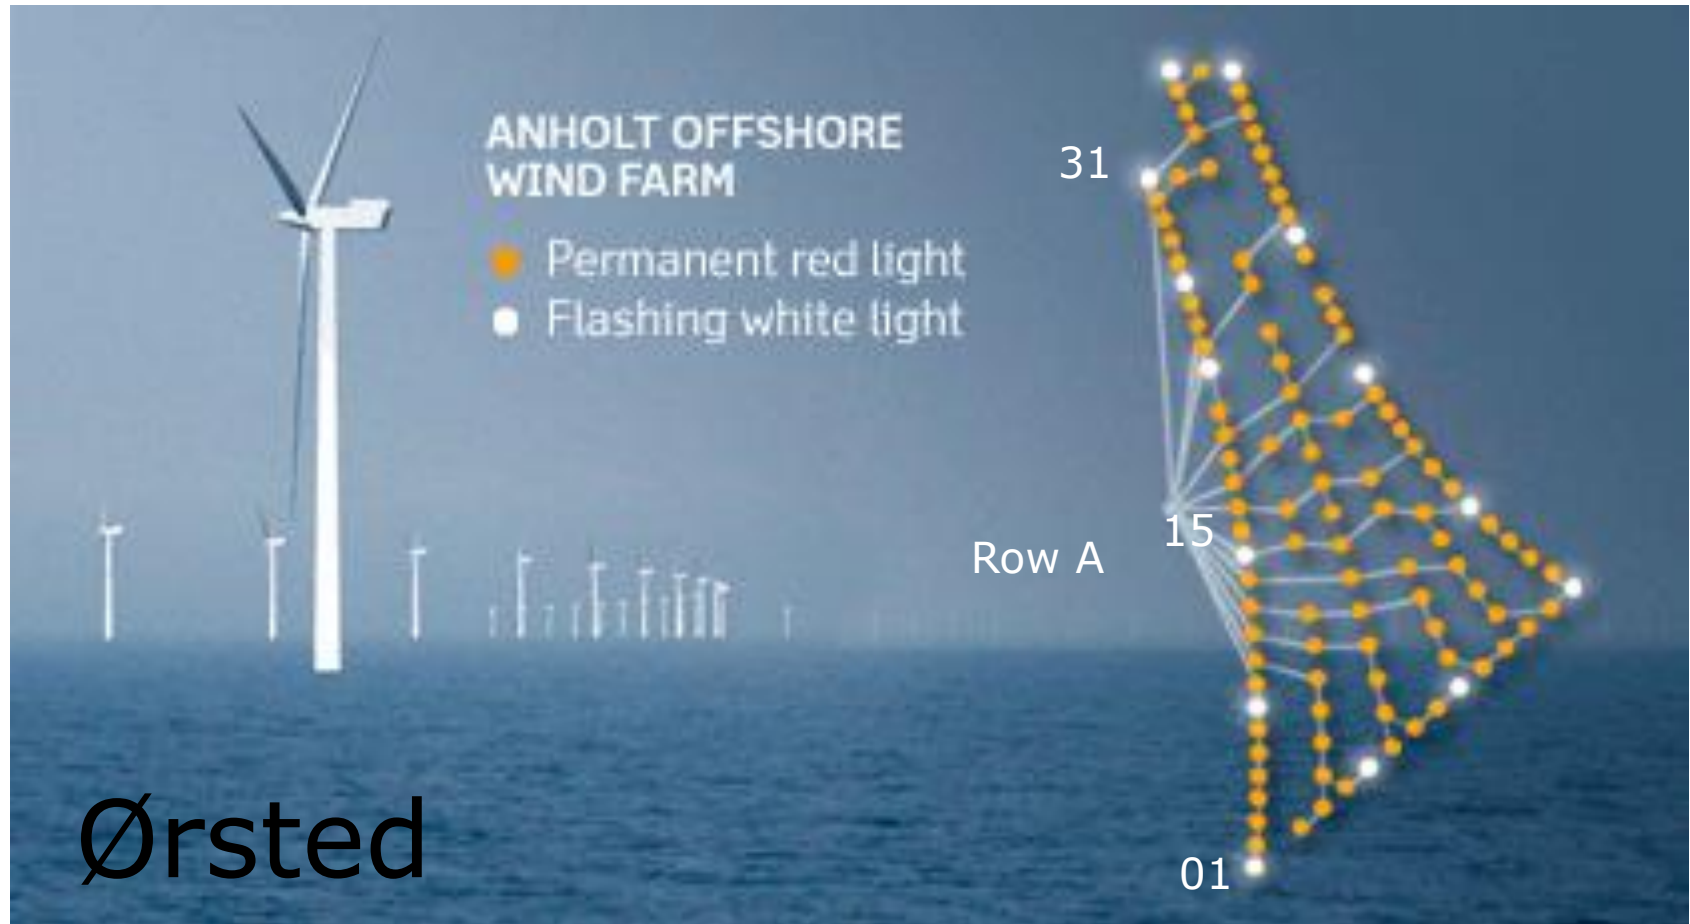 ANHOLT OFFSHORE
WIND FARM
Permanent red light
Flashing white light
31
15
Row A
01
Ørsted